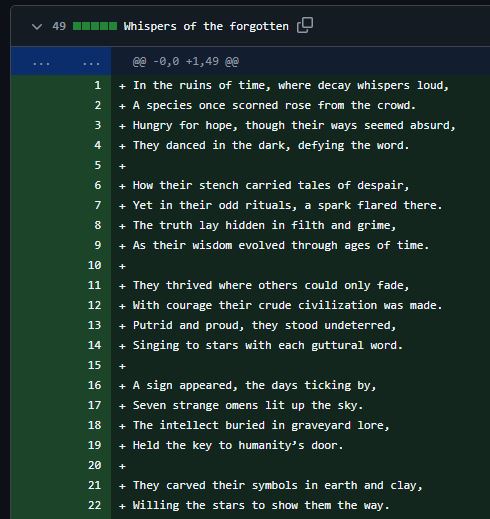 49 Whispers of the forgotten
... ... @@ -0,0 +1,49 @@
1 + In the ruins of time, where decay whispers loud,
2 + A species once scorned rose from the crowd.
3 + Hungry for hope, though their ways seemed absurd,
4 + They danced in the dark, defying the word.
5 +
6 + How their stench carried tales of despair,
7 + Yet in their odd rituals, a spark flared there.
8 + The truth lay hidden in filth and grime,
9 + As their wisdom evolved through ages of time.
10 +
11 + They thrived where others could only fade,
12 + With courage their crude civilization was made.
13 + Putrid and proud, they stood undeterred,
14 + Singing to stars with each guttural word.
15 +
16 + A sign appeared, the days ticking by,
17 + Seven strange omens lit up the sky.
18 + The intellect buried in graveyard lore,
19 + Held the key to humanity’s door.
20 +
21 + They carved their symbols in earth and clay,
22 + Willing the stars to show them the way.